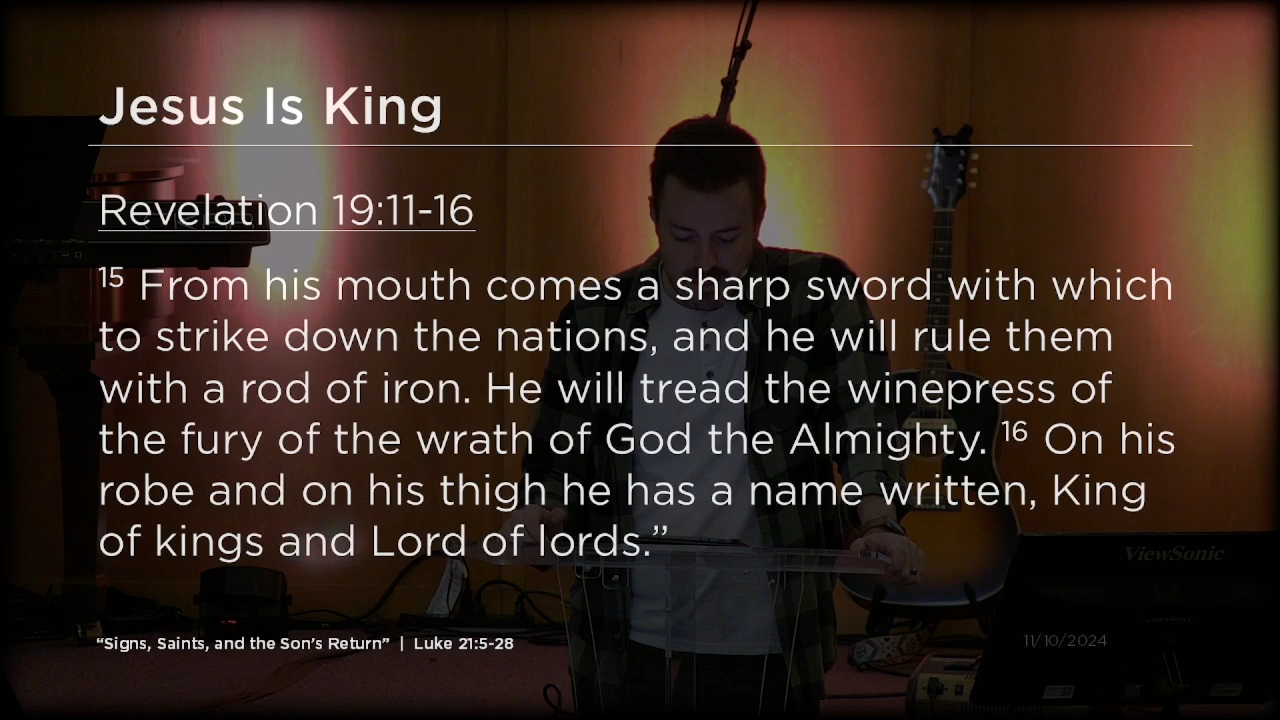 Jesus Is King
Revelation 19:11-16
15 From his mouth comes a sharp sword with which
to strike down the nations, and he will rule them
with a rod of iron. He will tread the winepress of
the fury of the wrath of God the Almighty. 16 On his
robe and on his thigh he has a name written, King
of kings and Lord of lords.”
ViewSonic
“Signs, Saints, and the Son’s Return” | Luke 21:5-28
11/10/2024